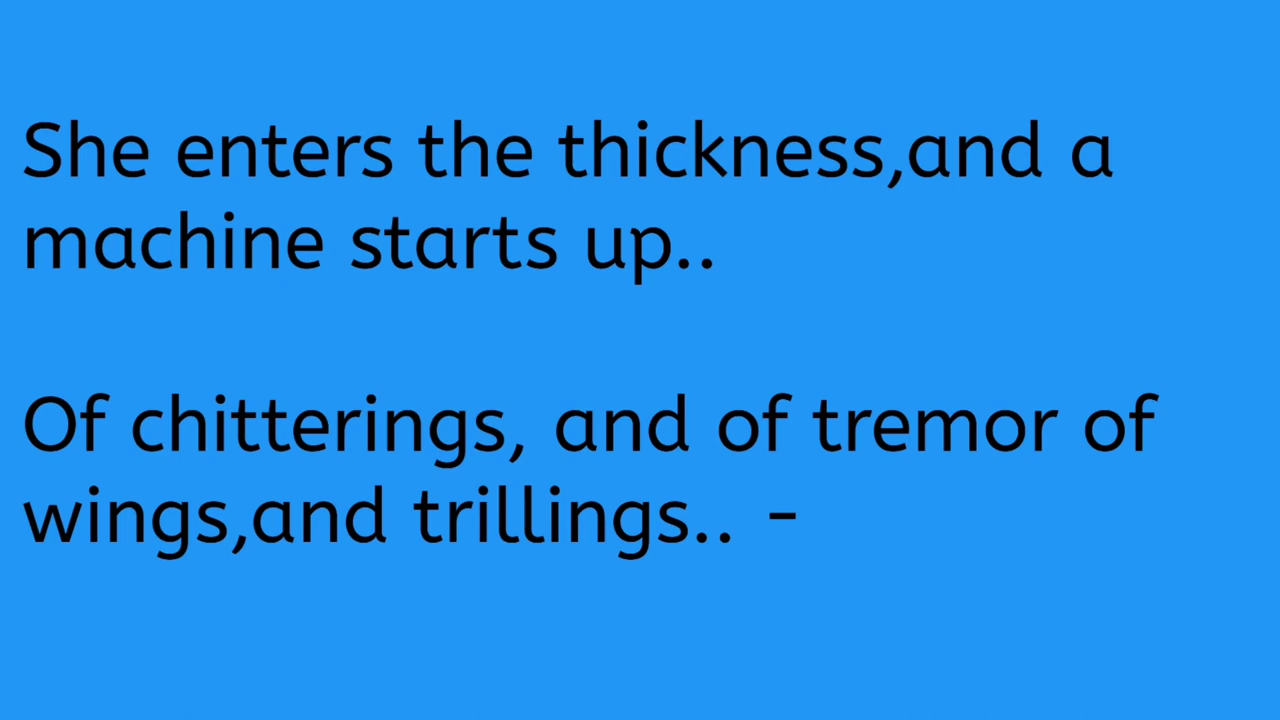 She enters the thickness,and a
machine starts up..
Of chitterings, and of tremor of
wings,and trillings.. -